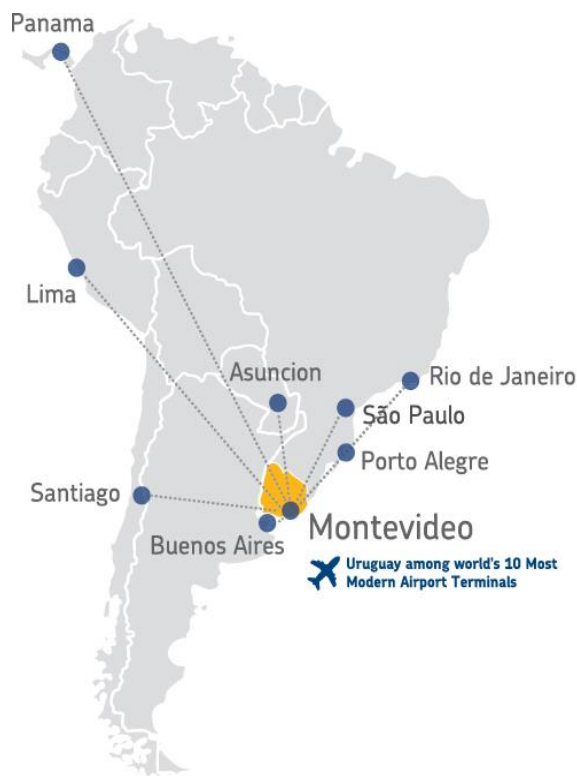 Panama
Lima
Asuncion
Rio de Janeiro
São Paulo
Porto Alegre
Santiago
Montevideo
Buenos Aires
Uruguay among world's 10 Most
Modern Airport Terminals